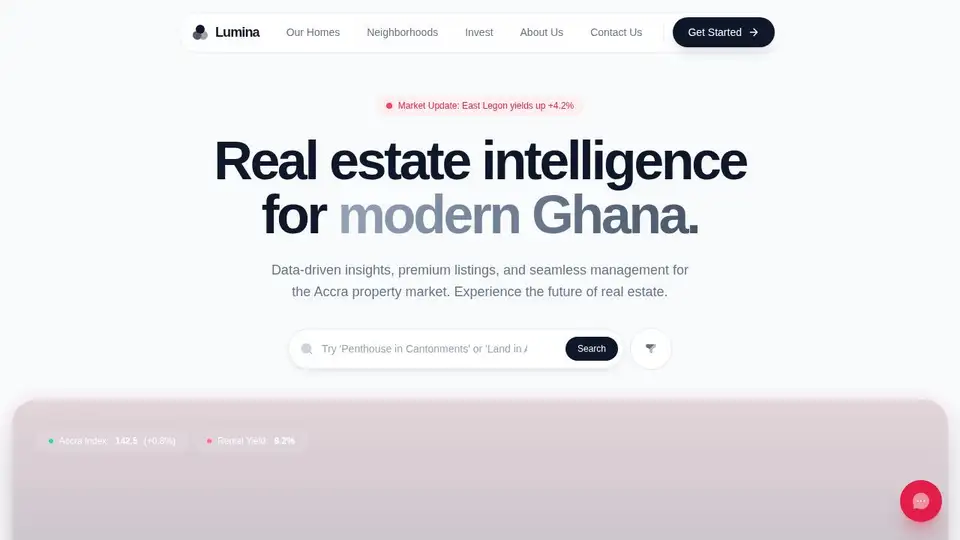 Lumina
Our Homes
Neighborhoods
Invest
About Us
Contact Us
Get Started
Market Update: East Legon yields up +4.2%
Real estate intelligence
for modern Ghana.
Data-driven insights, premium listings, and seamless management for
the Accra property market. Experience the future of real estate.
Try 'Penthouse in Cantonments' or 'Land in
Search
Accra Index: 142.5 (+0.8%)
Rental Yield: 8.2%